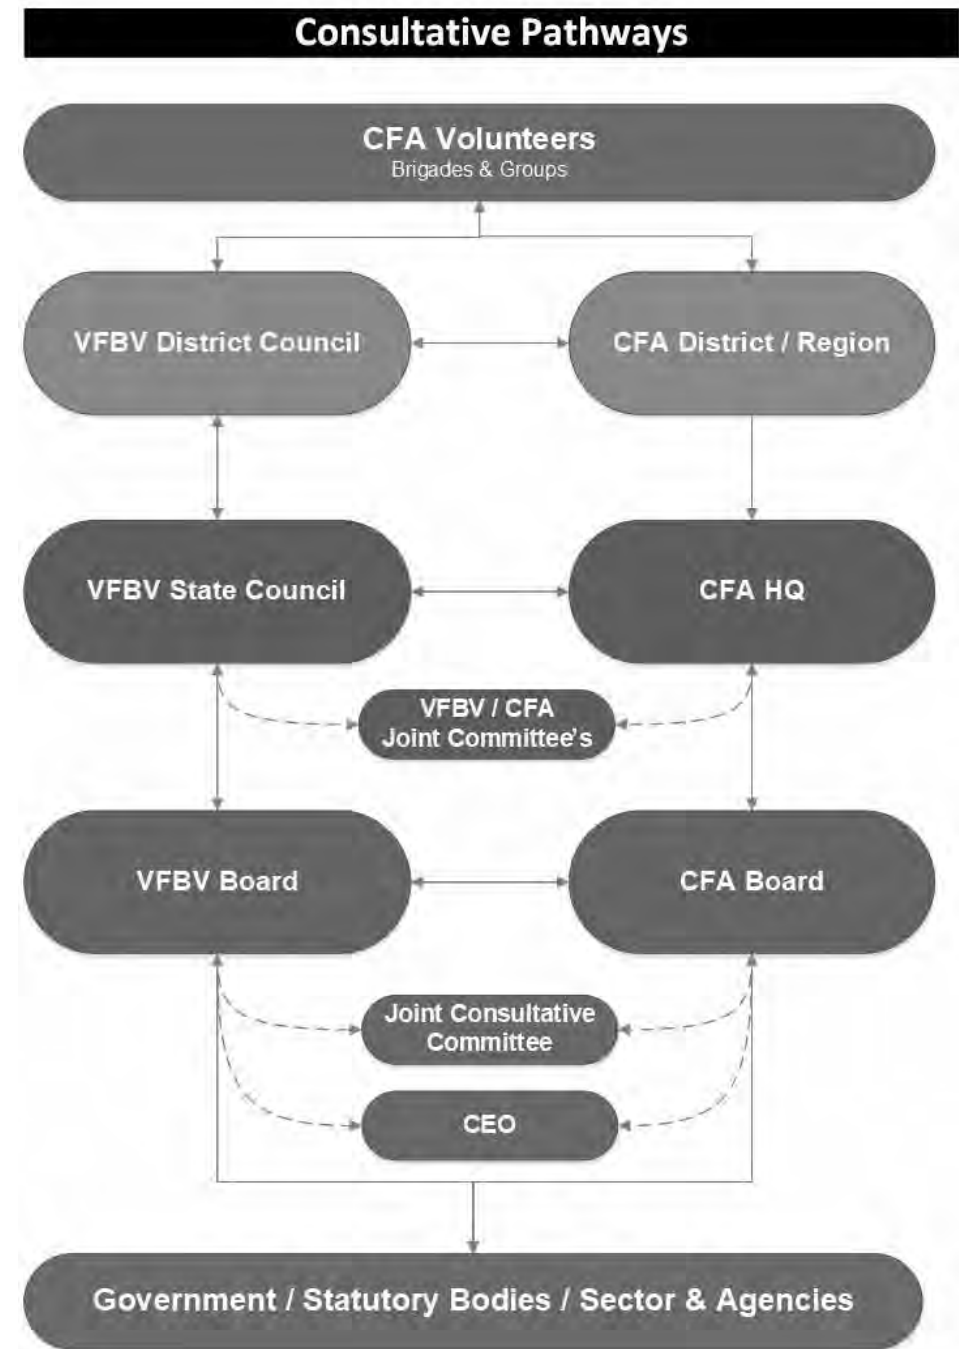 Consultative Pathways
CFA Volunteers
Brigades & Groups
VFBV District Council
CFA District / Region
VFBV State Council
CFA HQ
VFBV / CFA
Joint Committee's
VFBV Board
CFA Board
Joint Consultative
Committee
CEO
Government / Statutory Bodies / Sector & Agencies